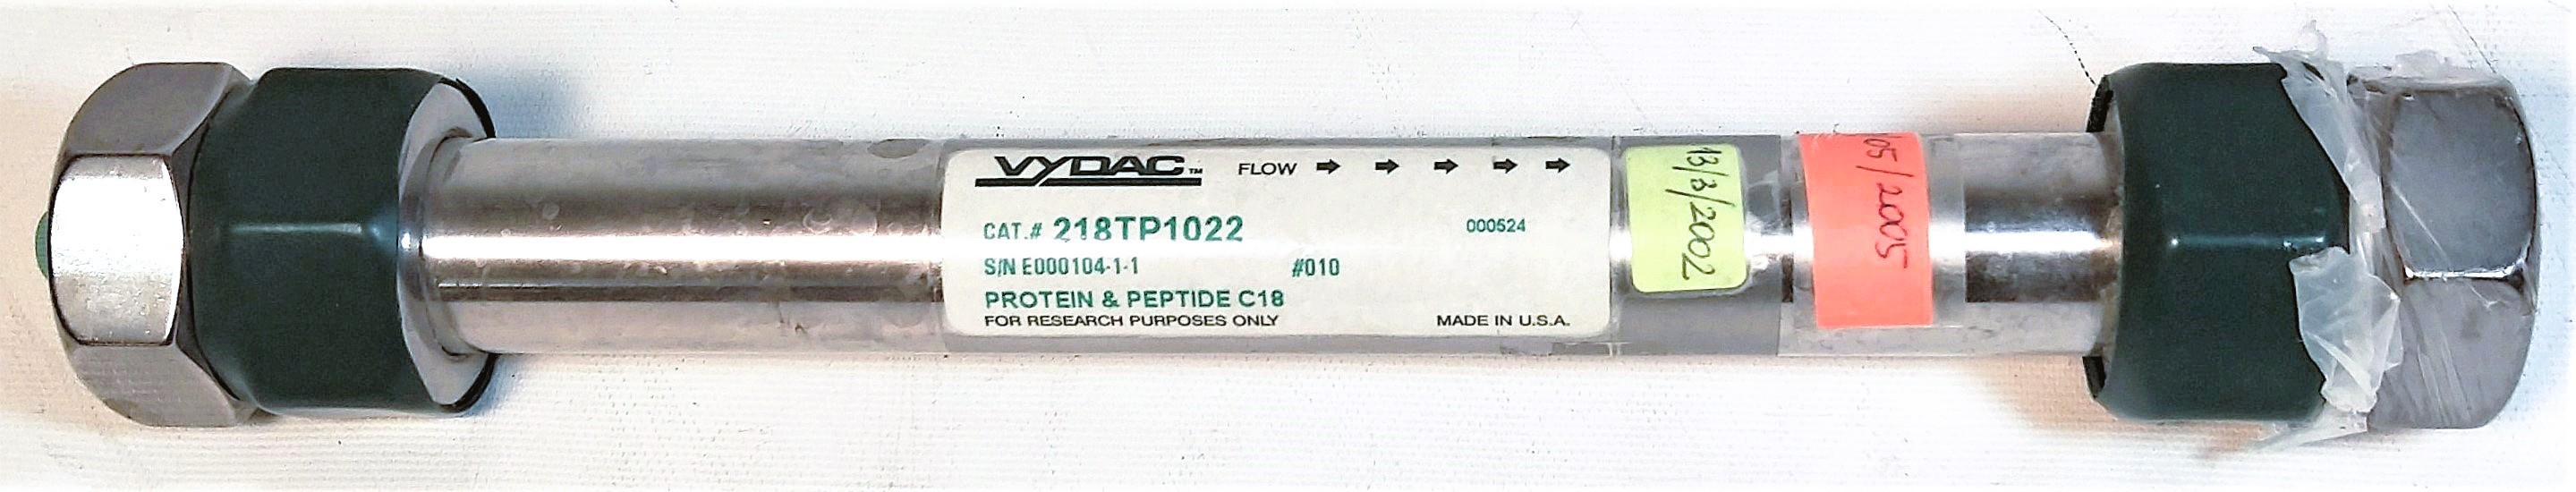 VYDAC™ FLOW
CAT.# 218TP1022 000524
S/N E000104-1-1 #010
PROTEIN & PEPTIDE C18
FOR RESEARCH PURPOSES ONLY MADE IN U.S.A.
13/3/2002
/05/2005